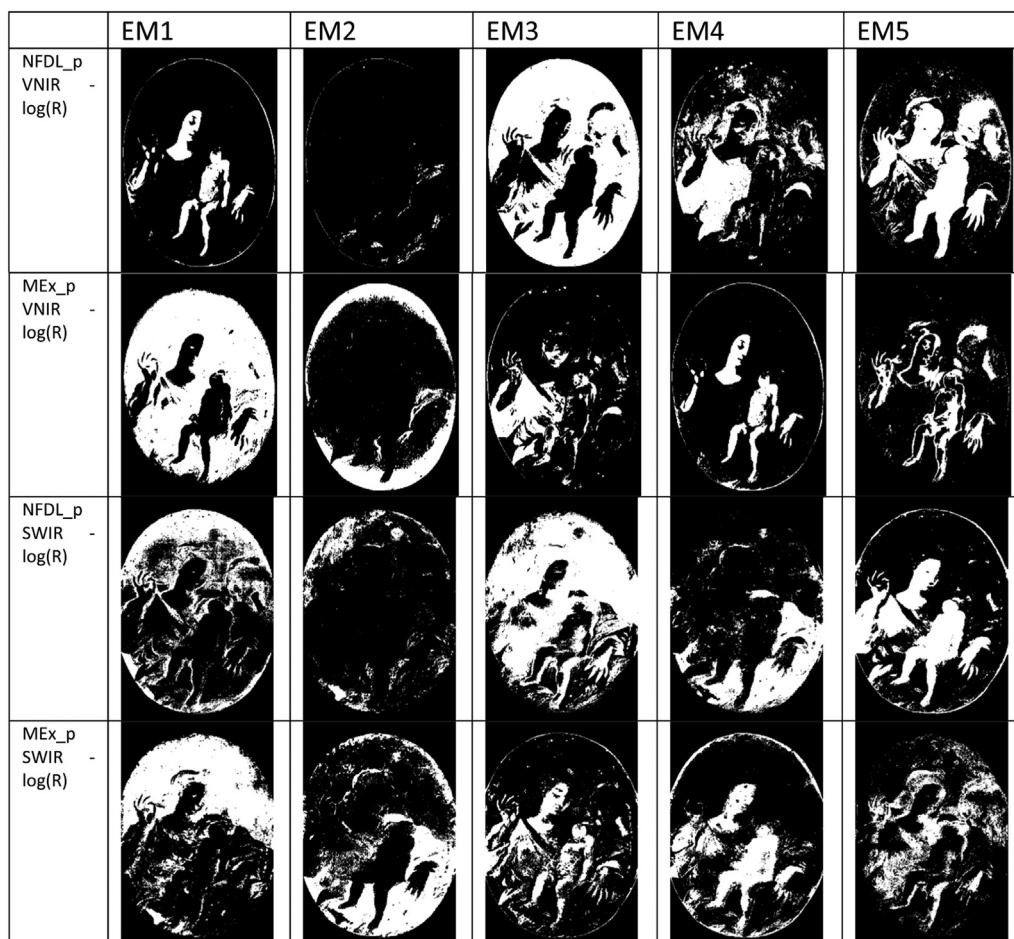 EM1 EM2 EM3 EM4 EM5
NFDL_p
VNIR -
log(R)
MEx_p
VNIR -
log(R)
NFDL_p
SWIR -
log(R)
MEx_p
SWIR -
log(R)